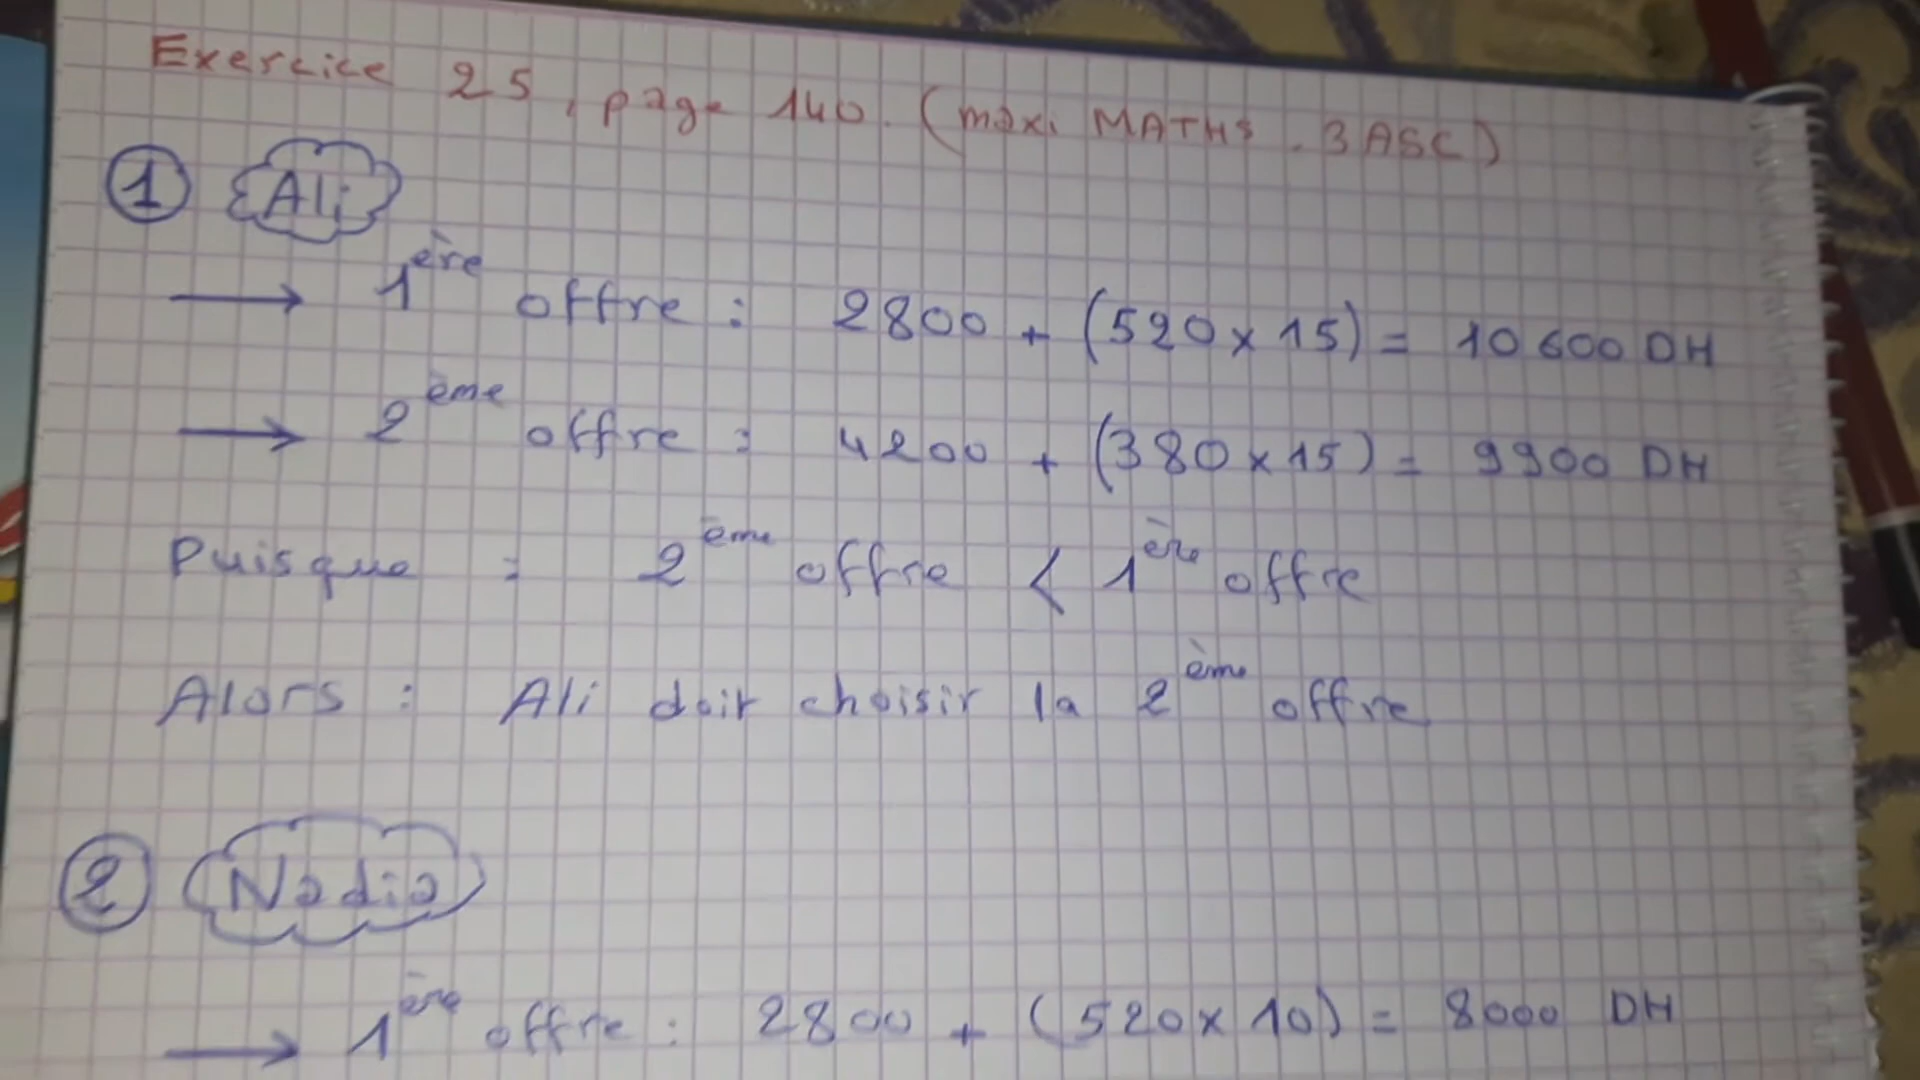 Exercice 25, page 140. (maxi MATHS. 3ASC)
1 Ali
→ 1ère offre : 2800 + (520 x 15) = 10 600 DH
→ 2ème offre : 4200 + (380 x 15) = 9900 DH
Puisque : 2ème offre < 1ère offre
Alors : Ali doit choisir la 2ème offre
2 Nadia
→ 1ère offre : 2800 + (520 x 10) = 8000 DH